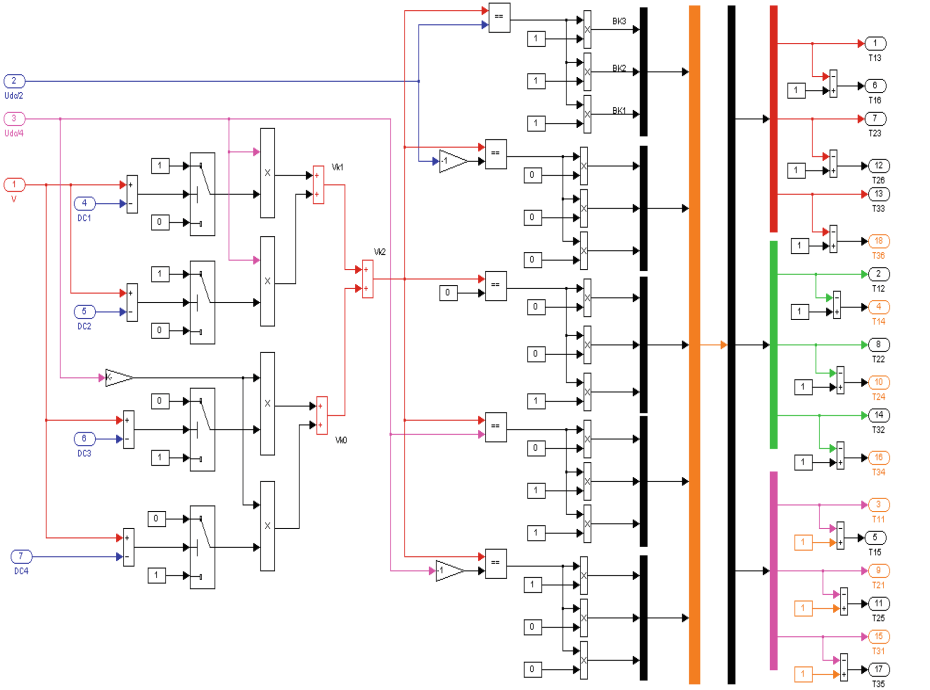 2
Udc/2
3
Udc/4
1
V
4
DC1
5
DC2
6
DC3
7
DC4
1
0
1
0
0
1
0
1
K-
×
×
×
×
Vk1
Vk0
Vk2
-1
-1
0
==
==
==
==
==
1
BK3
1
BK2
1
BK1
0
0
0
0
0
1
0
1
1
1
0
0
1
T13
1
6
T16
7
T23
1
12
T26
13
T33
1
18
T36
2
T12
1
4
T14
8
T22
1
10
T24
14
T32
1
16
T34
3
T11
1
5
T15
9
T21
1
11
T25
15
T31
1
17
T35